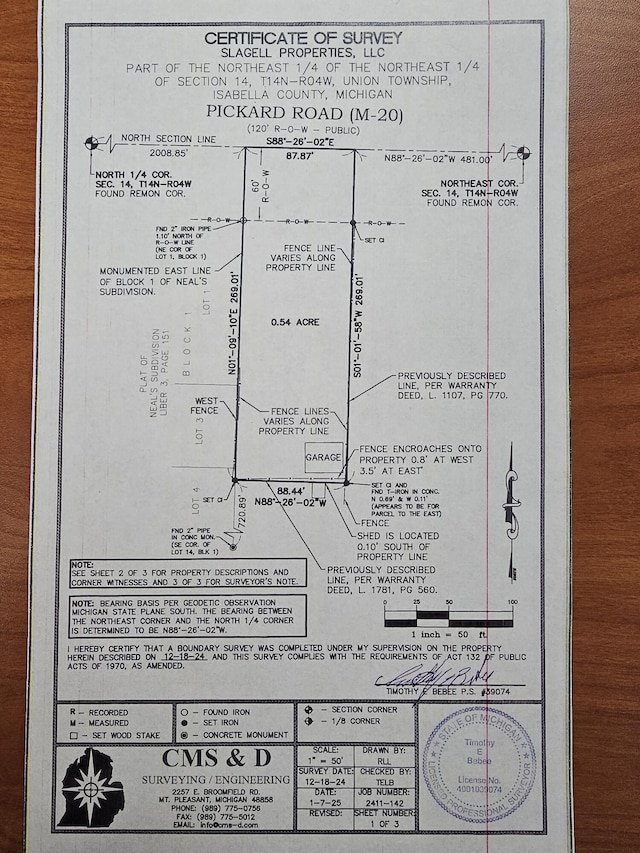 CERTIFICATE OF SURVEY
SLAGELL PROPERTIES, LLC
PART OF THE NORTHEAST 1/4 OF THE NORTHEAST 1/4
OF SECTION 14, T14N-R04W, UNION TOWNSHIP,
ISABELLA COUNTY, MICHIGAN
PICKARD ROAD (M-20)
(120' R-O-W - PUBLIC)
NORTH SECTION LINE
S88°-26'-02"E
2008.85'
87.87'
N88°-26'-02"W 481.00'
NORTH 1/4 COR.
SEC. 14, T14N-R04W
FOUND REMON COR.
NORTHEAST COR.
SEC. 14, T14N-R04W
FOUND REMON COR.
60'
R-O-W
R-O-W
R-O-W
R-O-W
FND 2" IRON PIPE
1.10' NORTH OF
R-O-W LINE
(NE COR OF
LOT 1, BLOCK 1)
SET CI
FENCE LINE
VARIES ALONG
PROPERTY LINE
MONUMENTED EAST LINE
OF BLOCK 1 OF NEAL'S
SUBDIVISION.
N01°-09'-10"E 269.01'
S01°-01'-58"W 269.01'
0.54 ACRE
LOT 1
BLOCK 1
PLAT OF
NEAL'S SUBDIVISION
LIBER 3, PAGE 151
PREVIOUSLY DESCRIBED
LINE, PER WARRANTY
DEED, L. 1107, PG 770.
WEST
FENCE
FENCE LINES
VARIES ALONG
PROPERTY LINE
LOT 3
GARAGE
FENCE ENCROACHES ONTO
PROPERTY 0.8' AT WEST
3.5' AT EAST
LOT 4
SET CI
88.44'
N88°-26'-02"W
SET CI AND
FND T-IRON IN CONC.
N 0.69' & W 0.11'
(APPEARS TO BE FOR
PARCEL TO THE EAST)
FENCE
720.89'
FND 2" PIPE
IN CONC MON.
(SE COR. OF
LOT 14, BLK 1)
SHED IS LOCATED
0.10' SOUTH OF
PROPERTY LINE
PREVIOUSLY DESCRIBED
LINE, PER WARRANTY
DEED, L. 1781, PG 560.
NOTE:
SEE SHEET 2 OF 3 FOR PROPERTY DESCRIPTIONS AND
CORNER WITNESSES AND 3 OF 3 FOR SURVEYOR'S NOTE.
NOTE: BEARING BASIS PER GEODETIC OBSERVATION
MICHIGAN STATE PLANE SOUTH. THE BEARING BETWEEN
THE NORTHEAST CORNER AND THE NORTH 1/4 CORNER
IS DETERMINED TO BE N88°-26'-02"W.
0 25 50 100
1 inch = 50 ft.
I HEREBY CERTIFY THAT A BOUNDARY SURVEY WAS COMPLETED UNDER MY SUPERVISION ON THE PROPERTY
HEREIN DESCRIBED ON 12-18-24 AND THIS SURVEY COMPLIES WITH THE REQUIREMENTS OF ACT 132 OF PUBLIC
ACTS OF 1970, AS AMENDED.
TIMOTHY E BEBEE P.S. #39074
R - RECORDED
M - MEASURED
- SET WOOD STAKE
- FOUND IRON
- SET IRON
- CONCRETE MONUMENT
- SECTION CORNER
- 1/8 CORNER
CMS & D
SURVEYING / ENGINEERING
2257 E. BROOMFIELD RD.
MT. PLEASANT, MICHIGAN 48858
PHONE: (989) 775-0756
FAX: (989) 775-5012
EMAIL: info@cms-d.com
SCALE:
1" = 50'
DRAWN BY:
RLL
SURVEY DATE:
12-18-24
CHECKED BY:
TELB
DATE:
1-7-25
JOB NUMBER:
2411-142
REVISED:
SHEET NUMBER
1 OF 3
STATE OF MICHIGAN
Timothy
E
Bebee
License No.
4001039074
LICENSED PROFESSIONAL SURVEYOR